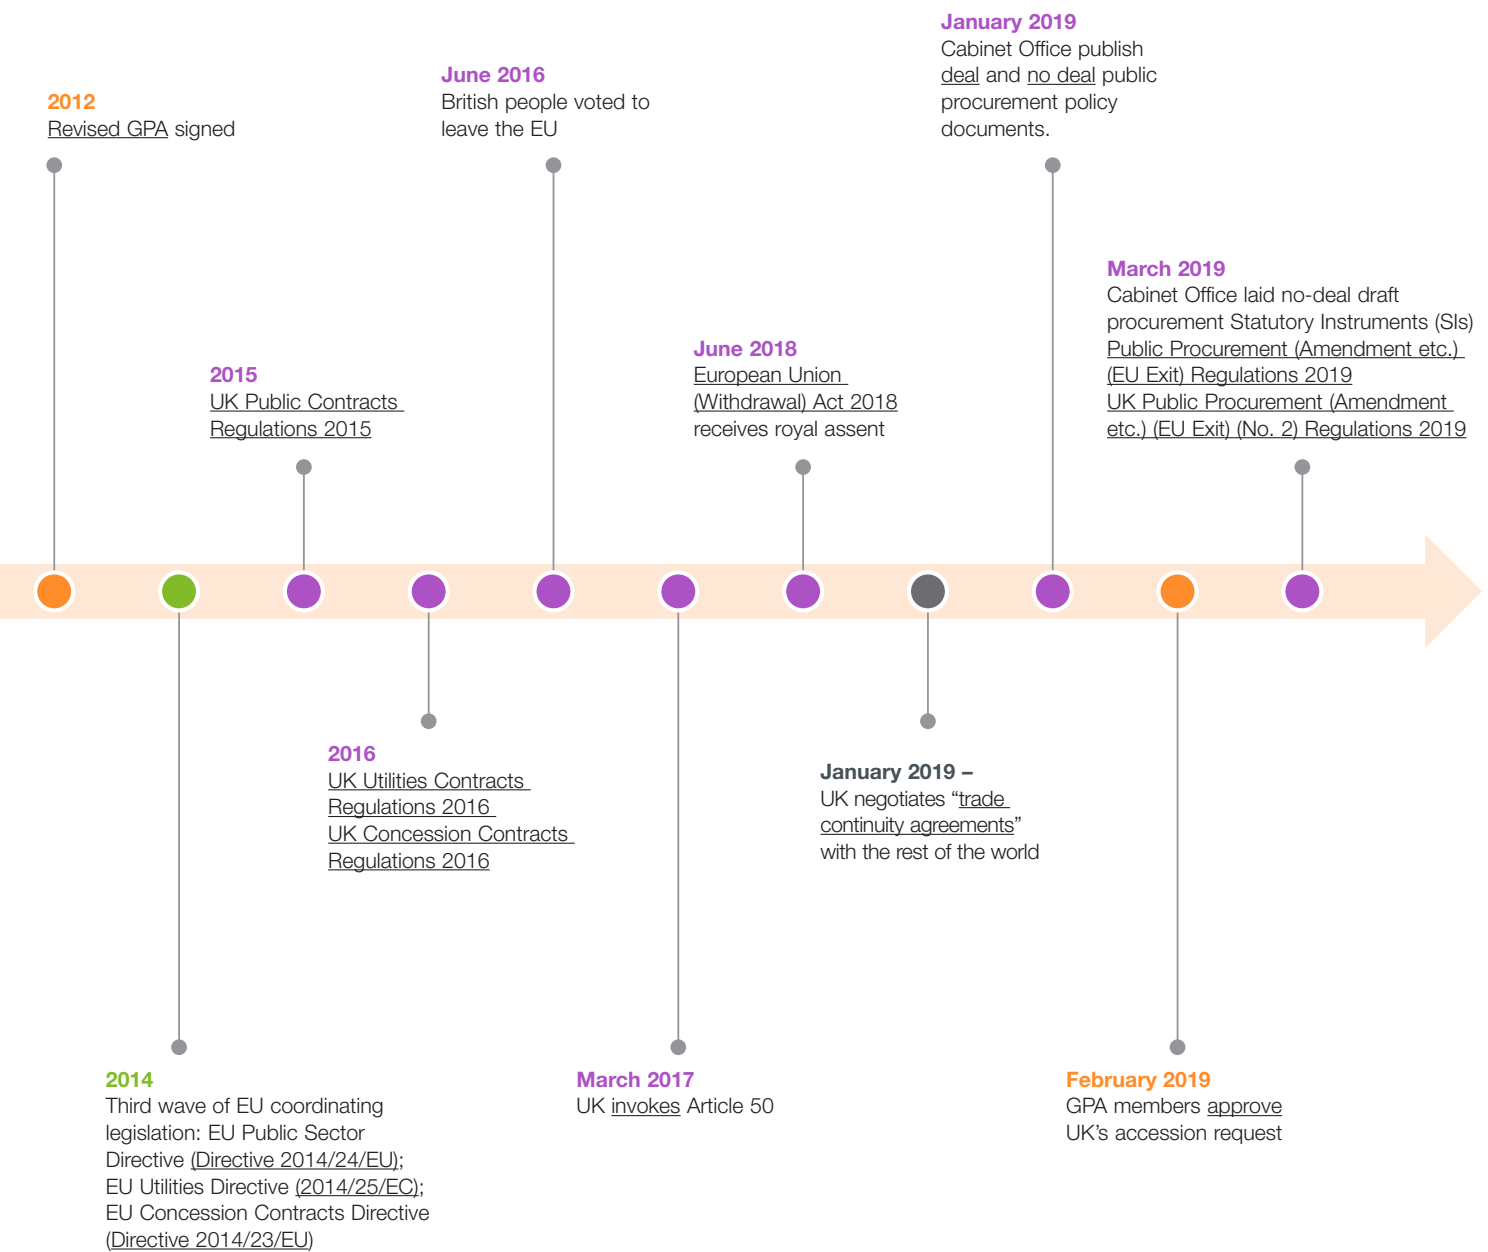 January 2019
Cabinet Office publish
deal and no deal public
procurement policy
documents.
June 2016
British people voted to
leave the EU
2012
Revised GPA signed
March 2019
Cabinet Office laid no-deal draft
procurement Statutory Instruments (SIs)
Public Procurement (Amendment etc.)
(EU Exit) Regulations 2019
UK Public Procurement (Amendment
etc.) (EU Exit) (No. 2) Regulations 2019
June 2018
European Union
(Withdrawal) Act 2018
receives royal assent
2015
UK Public Contracts
Regulations 2015
2016
UK Utilities Contracts
Regulations 2016
UK Concession Contracts
Regulations 2016
January 2019 –
UK negotiates “trade
continuity agreements”
with the rest of the world
2014
Third wave of EU coordinating
legislation: EU Public Sector
Directive (Directive 2014/24/EU);
EU Utilities Directive (2014/25/EC);
EU Concession Contracts Directive
(Directive 2014/23/EU)
March 2017
UK invokes Article 50
February 2019
GPA members approve
UK’s accession request